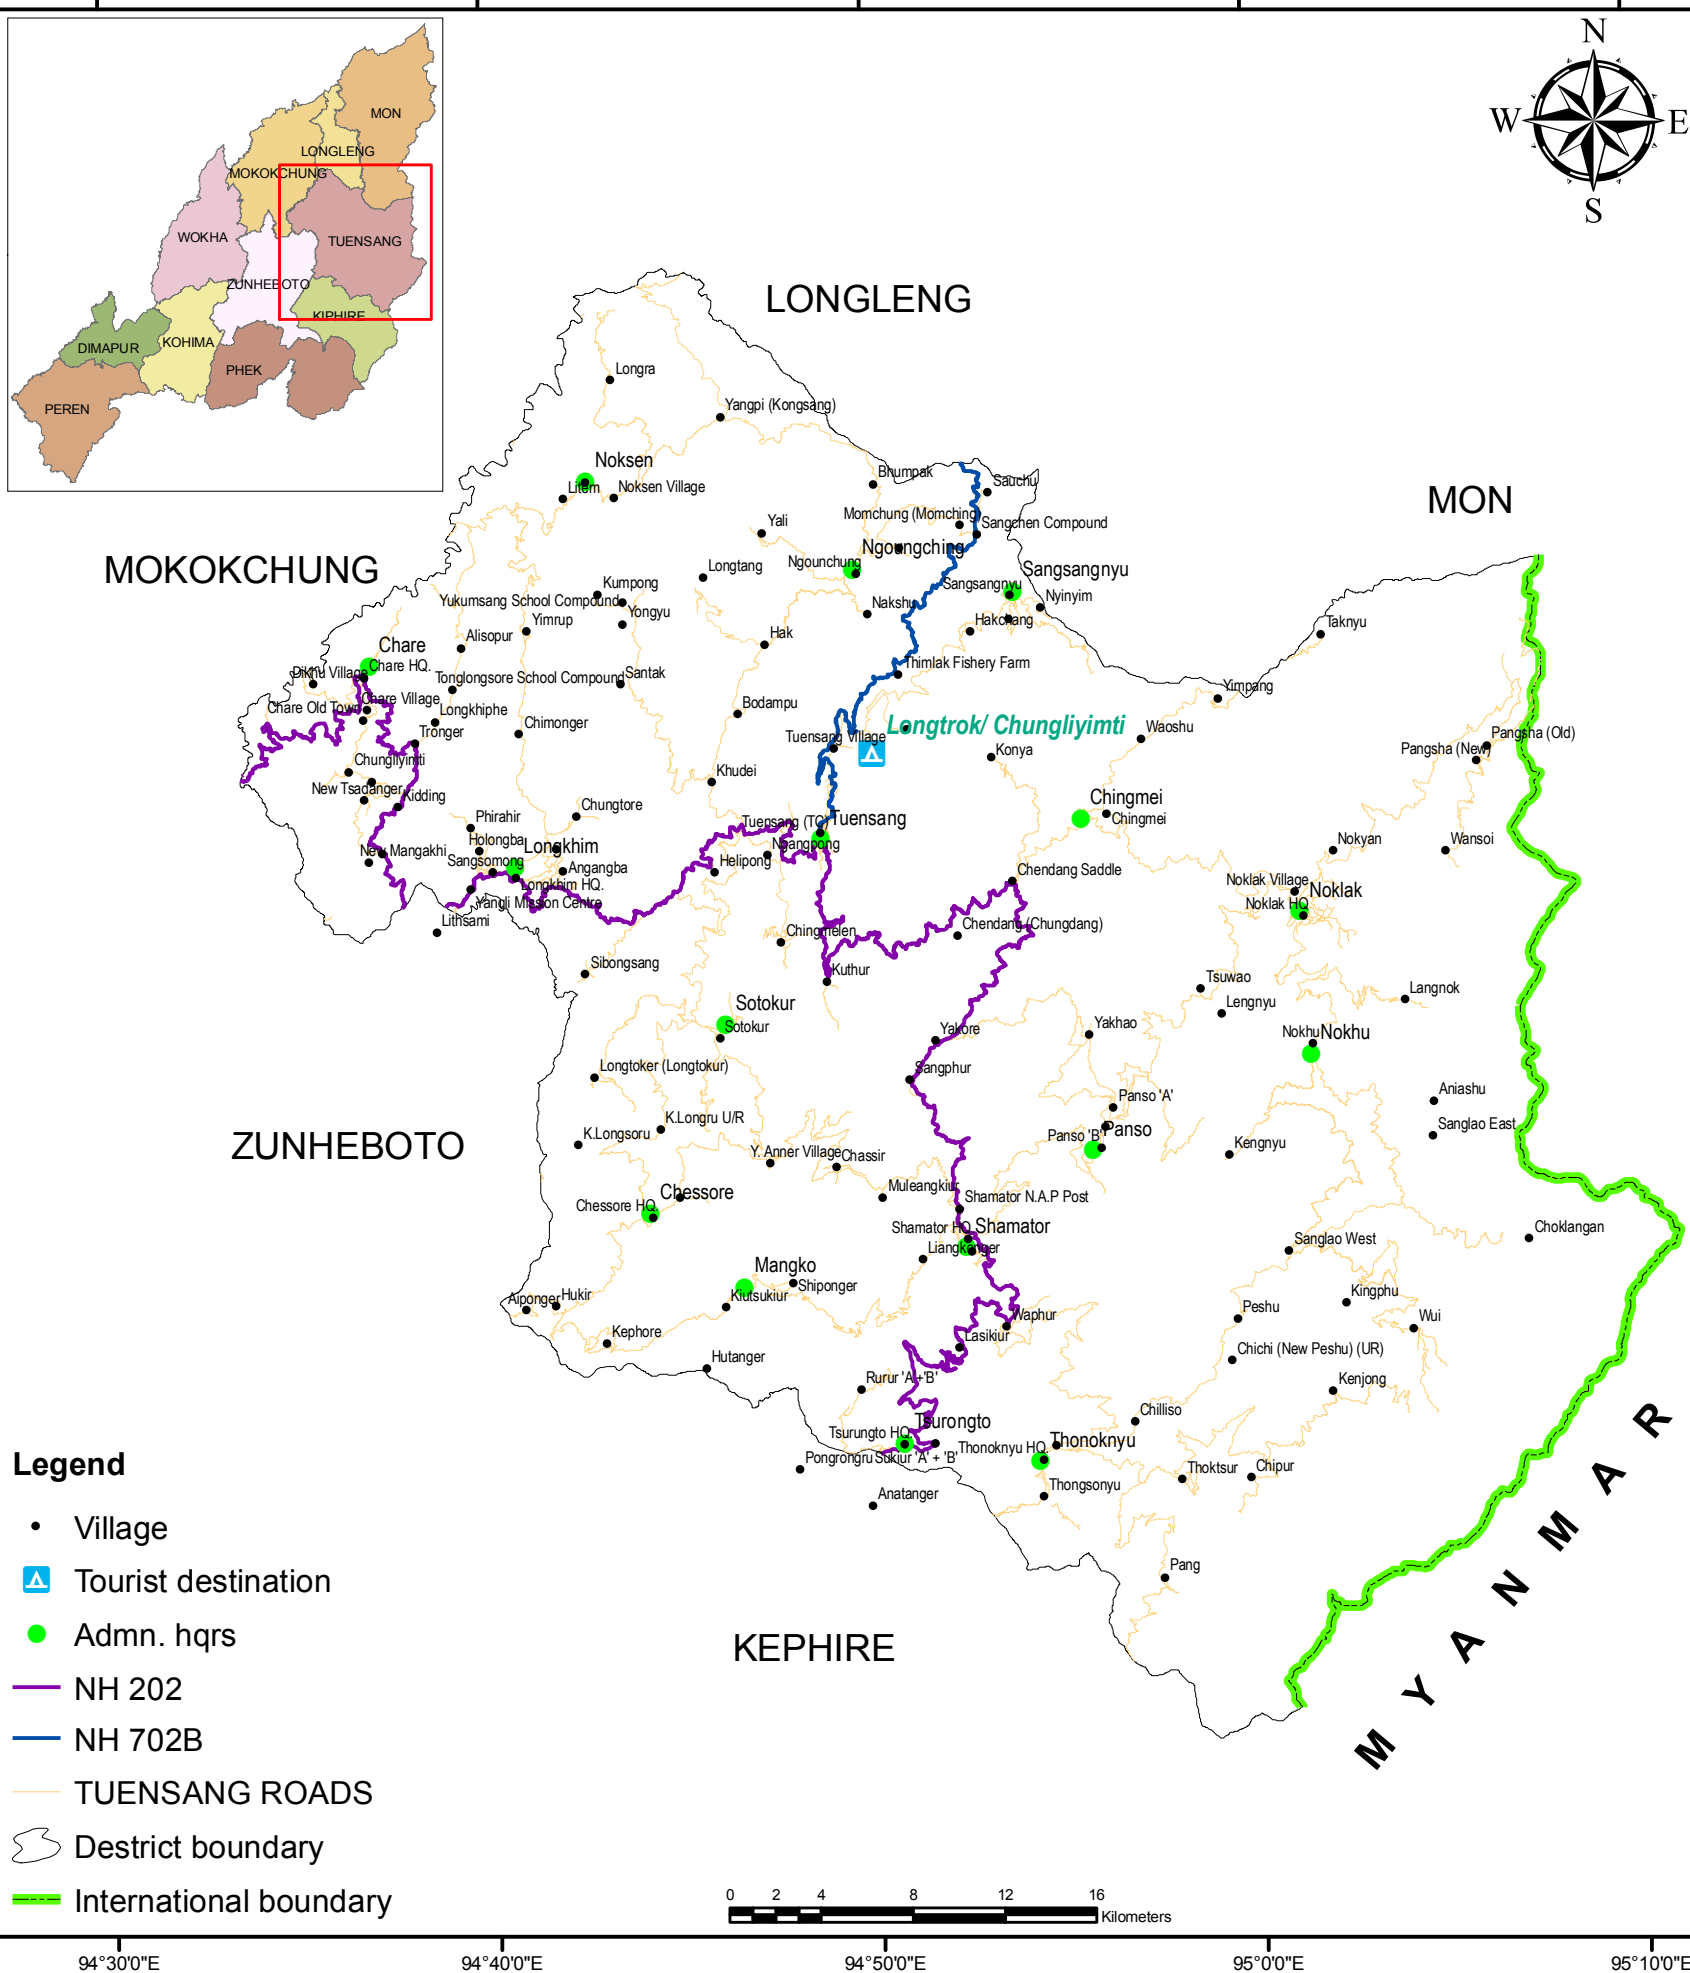 N
W
E
S
MON
LONGLENG
MOKOKCHUNG
WOKHA
TUENSANG
ZUNHEBOTO
KIPHIRE
DIMAPUR
KOHIMA
PHEK
PEREN
LONGLENG
MON
MOKOKCHUNG
ZUNHEBOTO
KEPHIRE
MYANMAR
Longra
Yangpi (Kongsang)
Noksen
Litem
Noksen Village
Bhumpak
Sauchu
Momchung (Momching)
Sangchen Compound
Yali
Ngoungching
Ngounchung
Longtang
Sangsangnyu
Sangsangnyu
Nyinyim
Kumpong
Yukumsang School Compound
Yongyu
Nakshu
Hakchang
Taknyu
Yimrup
Alisopur
Hak
Chare
Chare HQ.
Dikhu Village
Thimlak Fishery Farm
Tonglongsore School Compound
Santak
Yimpang
Chare Village
Chare Old Town
Longkhiphe
Bodampu
Chimonger
Tronger
Longtrok/ Chungliyimti
Tuensang Village
Waoshu
Konya
Pangsha (Old)
Pangsha (New)
Chungliyimti
Khudei
New Tsadanger
Kidding
Chungtore
Chingmei
Chingmei
Phirahir
Tuensang (TC)
Tuensang
Holongba
Longkhim
Ngangpong
Nokyan
Wansoi
New Mangakhi
Sangsomong
Angangba
Helipong
Chendang Saddle
Longkhim HQ.
Noklak Village
Noklak
Yangli Mission Centre
Noklak HQ
Lithsami
Chingmelen
Chendang (Chungdang)
Sibongsang
Kuthur
Tsuwao
Langnok
Lengnyu
Sotokur
Sotokur
Yakore
Yakhao
Nokhu
Nokhu
Longtoker (Longtokur)
Sangphur
Aniashu
Panso 'A'
K.Longru U/R
Sanglao East
K.Longsoru
Panso 'B'
Panso
Kengnyu
Y. Anner Village
Chassir
Chessore
Muleangkiur
Chessore HQ.
Shamator N.A.P Post
Shamator HQ
Shamator
Choklangan
Liangkonger
Sanglao West
Mangko
Shiponger
Kingphu
Aiponger
Hukir
Kiutsukiur
Peshu
Waphur
Wui
Kephore
Lasikiur
Chichi (New Peshu) (UR)
Hutanger
Rurur 'A'+'B'
Kenjong
Chilliso
Tsurungto
Tsurungto HQ
Thonoknyu HQ.
Thonoknyu
Pongrongru
Sukiur 'A' + 'B'
Thoktsur
Chipur
Anatanger
Thongsonyu
Pang
Legend
Village
Tourist destination
Admn. hqrs
NH 202
NH 702B
TUENSANG ROADS
Destrict boundary
International boundary
0 2 4 8 12 16
Kilometers
94°30'0"E 94°40'0"E 94°50'0"E 95°0'0"E 95°10'0"E